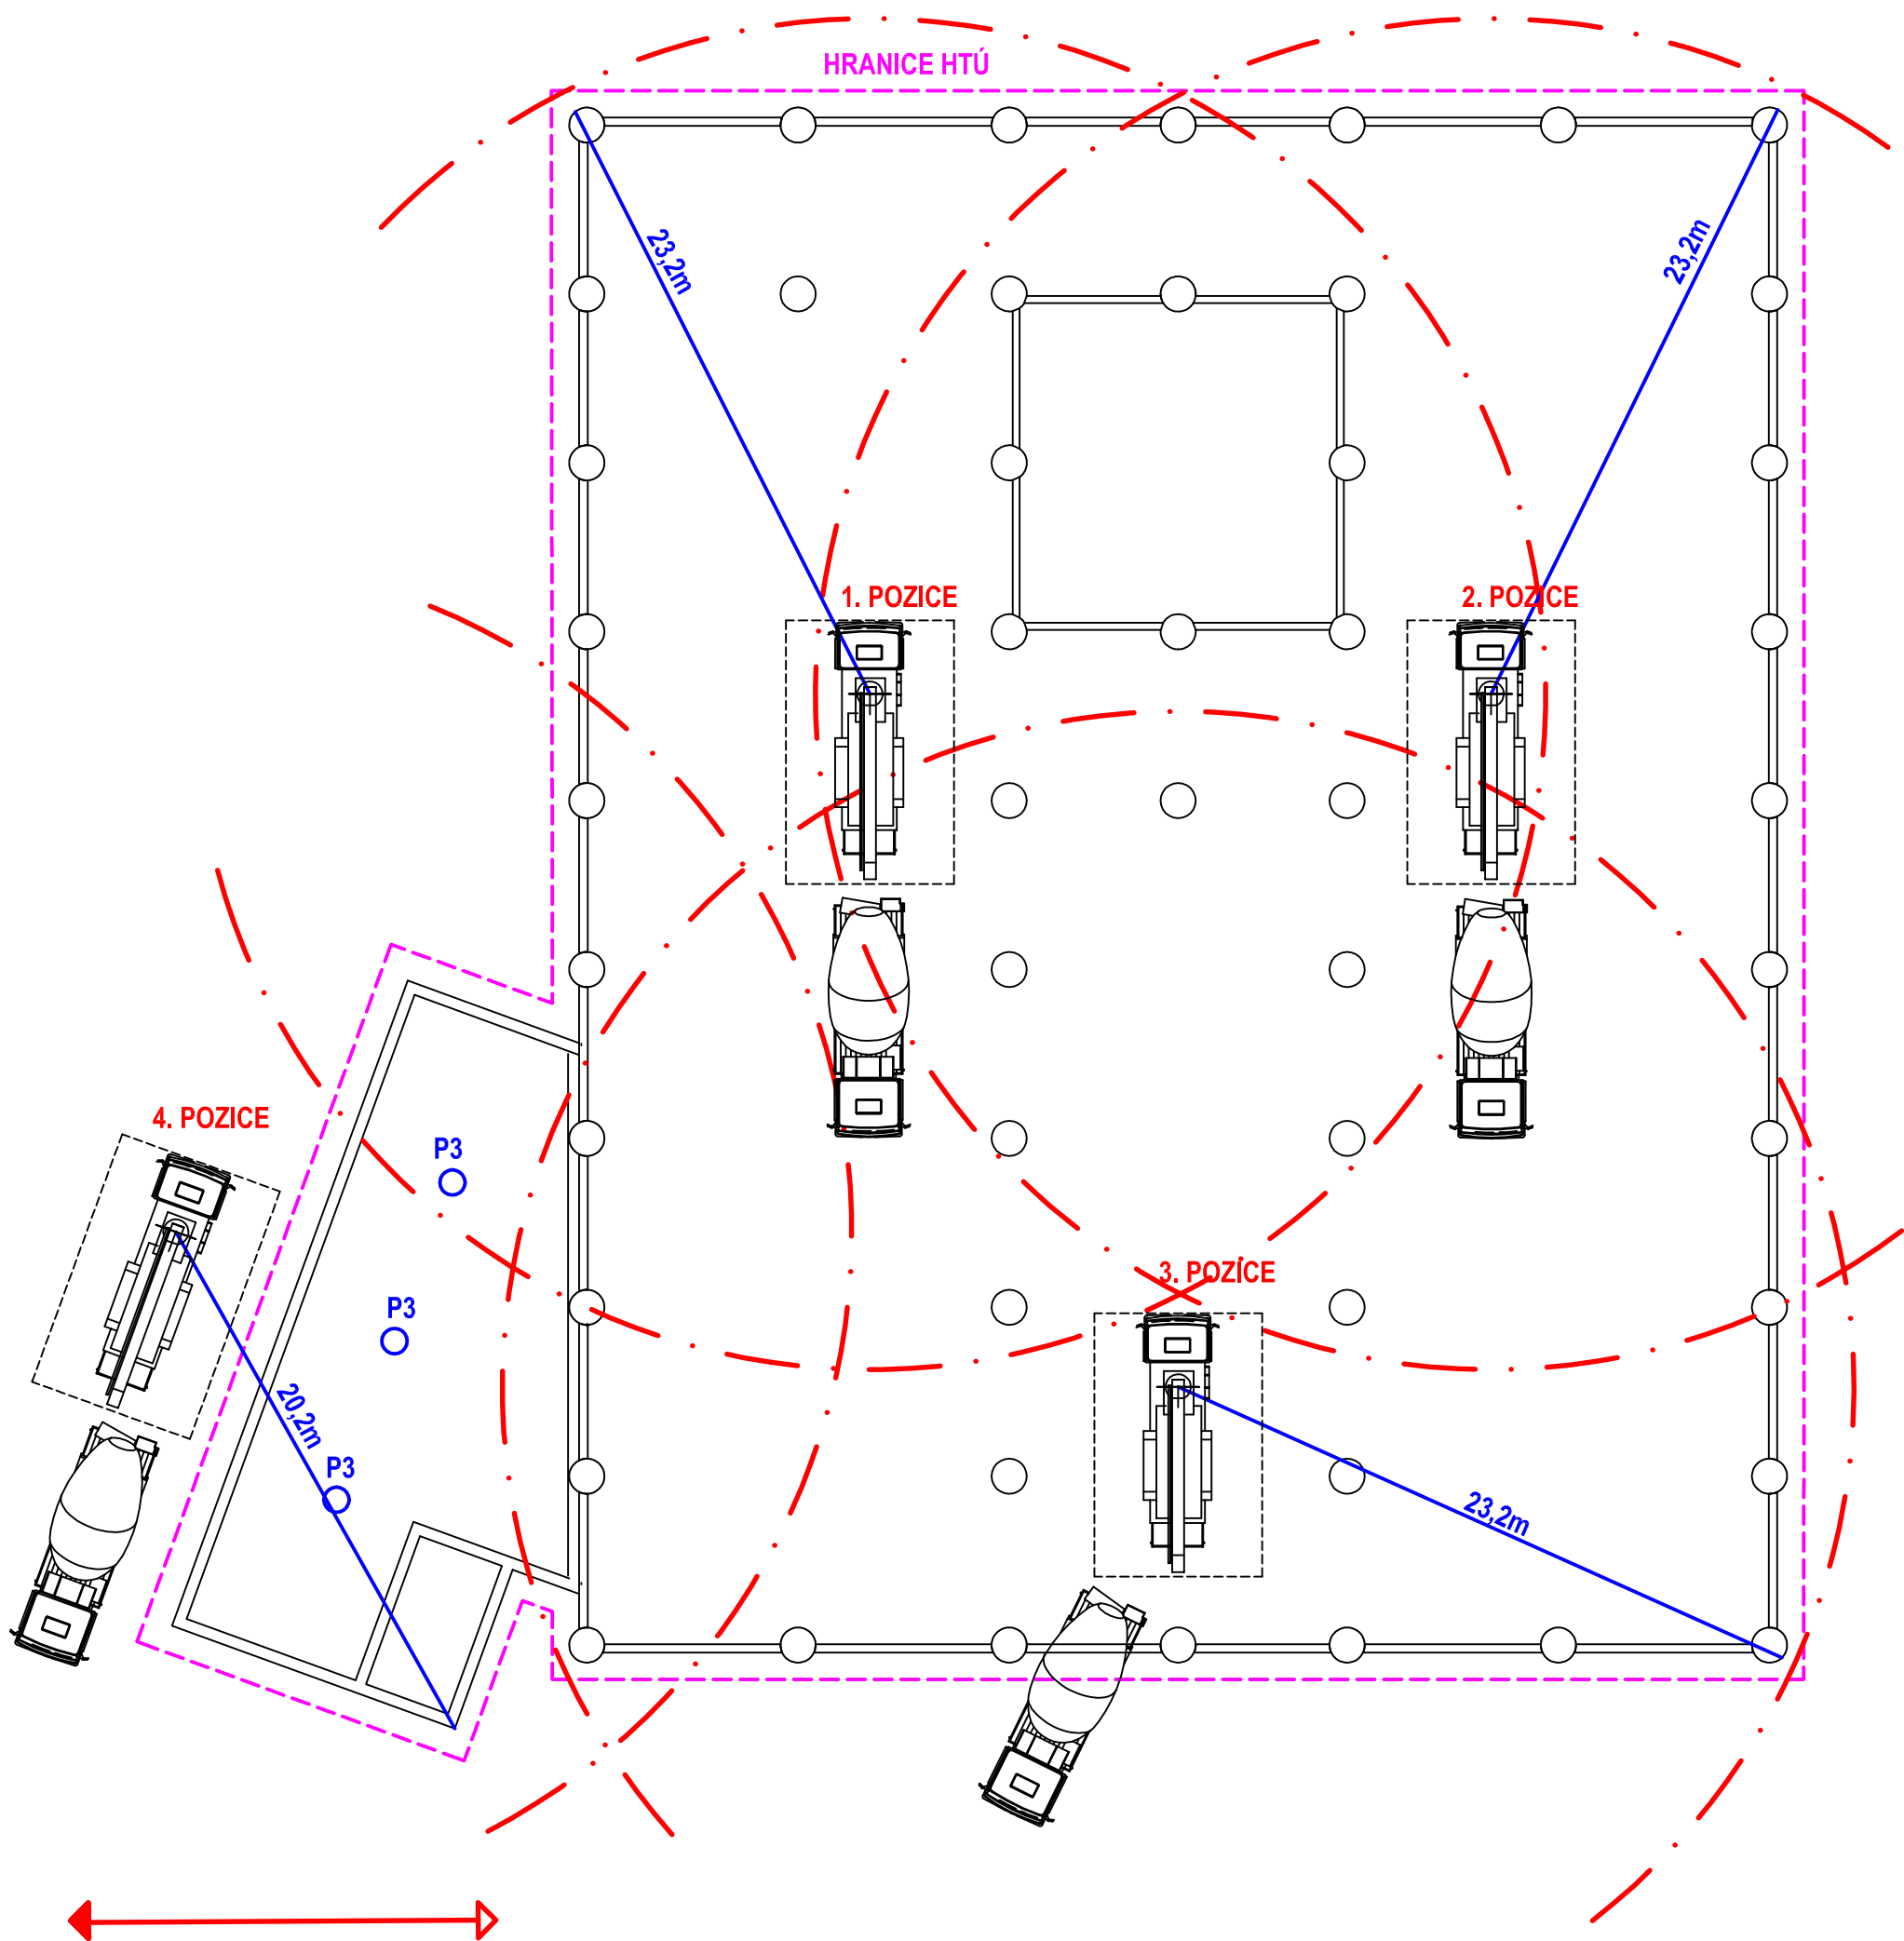 HRANICE HTÚ
23,2m
23,2m
1. POZICE
2. POZICE
4. POZICE
P3
3. POZICE
P3
20,2m
P3
23,2m